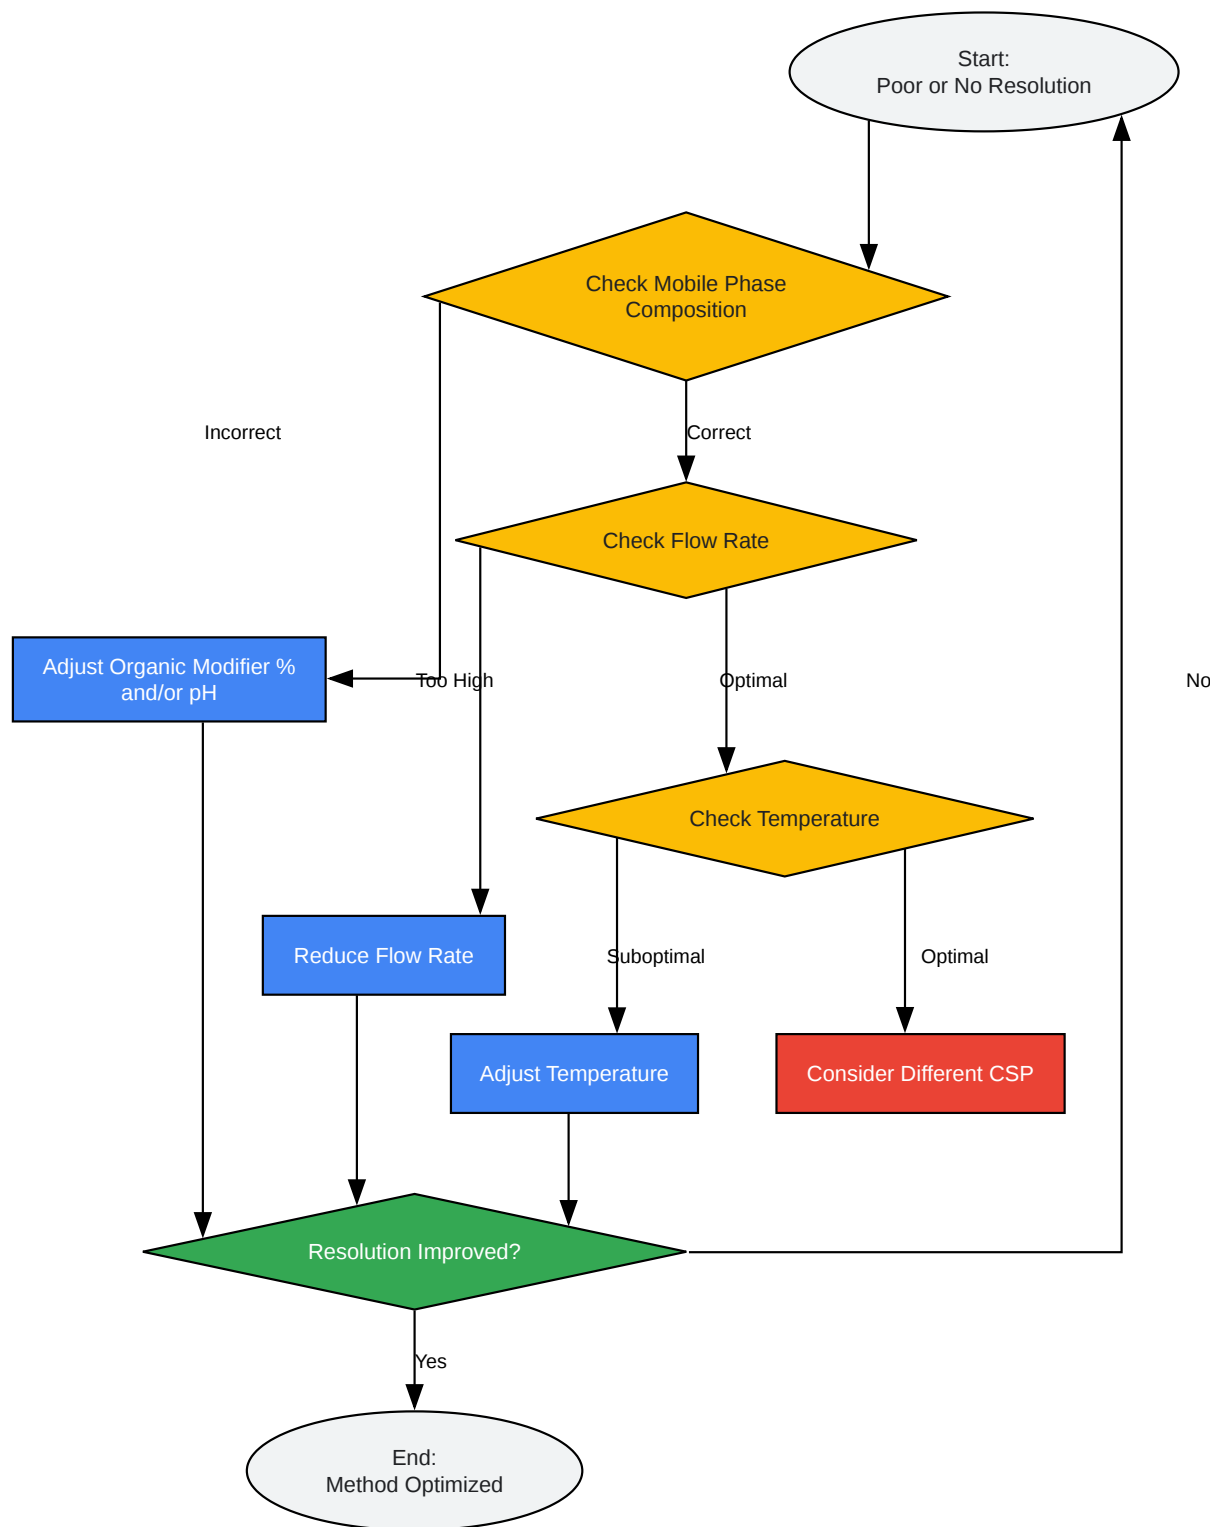 Start:
Poor or No Resolution
Check Mobile Phase
Composition
Incorrect
Correct
Check Flow Rate
Adjust Organic Modifier %
and/or pH
Too High
Optimal
No
Check Temperature
Reduce Flow Rate
Suboptimal
Optimal
Adjust Temperature
Consider Different CSP
Resolution Improved?
Yes
End:
Method Optimized